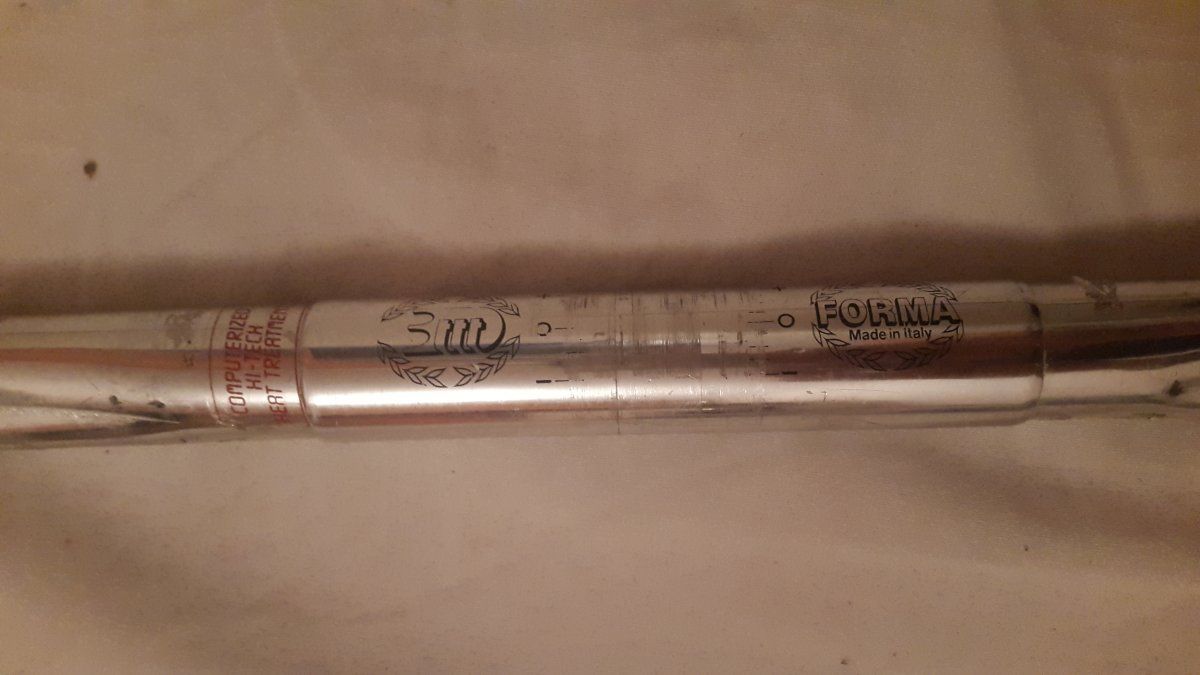 COMPUTERIZED
HI-TECH
HEAT TREATMENT
3ttt
FORMA
Made in Italy